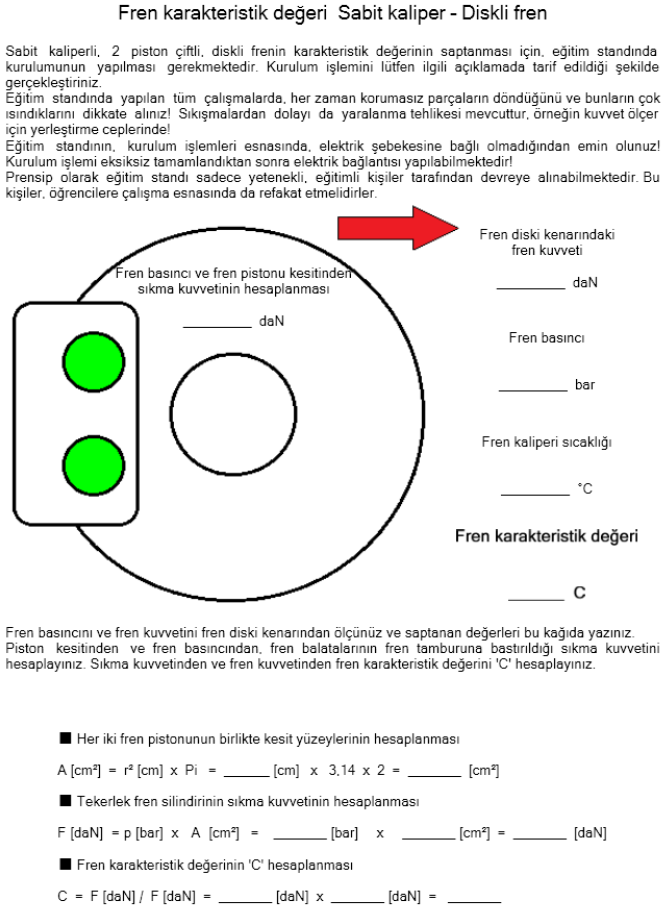 Fren karakteristik değeri Sabit kaliper - Diskli fren
Sabit kaliperli, 2 piston çiftli, diskli frenin karakteristik değerinin saptanması için, eğitim standında
kurulumunun yapılması gerekmektedir. Kurulum işlemini lütfen ilgili açıklamada tarif edildiği şekilde
gerçekleştiriniz.
Eğitim standında yapılan tüm çalışmalarda, her zaman korumasız parçaların döndüğünü ve bunların çok
ısındıklarını dikkate alınız! Sıkışmalardan dolayı da yaralanma tehlikesi mevcuttur, örneğin kuvvet ölçer
için yerleştirme ceplerinde!
Eğitim standının, kurulum işlemleri esnasında, elektrik şebekesine bağlı olmadığından emin olunuz!
Kurulum işlemi eksiksiz tamamlandıktan sonra elektrik bağlantısı yapılabilmektedir!
Prensip olarak eğitim standı sadece yetenekli, eğitimli kişiler tarafından devreye alınabilmektedir. Bu
kişiler, öğrencilere çalışma esnasında da refakat etmelidirler.
Fren diski kenarındaki
fren kuvveti
_______ daN
Fren basıncı ve fren pistonu kesitinden
sıkma kuvvetinin hesaplanması
_______ daN
Fren basıncı
_______ bar
Fren kaliperi sıcaklığı
_______ °C
Fren karakteristik değeri
_______ C
Fren basıncını ve fren kuvvetini fren diski kenarından ölçünüz ve saptanan değerleri bu kağıda yazınız.
Piston kesitinden ve fren basıncından, fren balatalarının fren tamburuna bastırıldığı sıkma kuvvetini
hesaplayınız. Sıkma kuvvetinden ve fren kuvvetinden fren karakteristik değerini 'C' hesaplayınız.
■ Her iki fren pistonunun birlikte kesit yüzeylerinin hesaplanması
A [cm²] = r² [cm] x Pi = ______ [cm] x 3,14 x 2 = _______ [cm²]
■ Tekerlek fren silindirinin sıkma kuvvetinin hesaplanması
F [daN] = p [bar] x A [cm²] = _______ [bar] x _______ [cm²] = _______ [daN]
■ Fren karakteristik değerinin 'C' hesaplanması
C = F [daN] / F [daN] = _______ [daN] x _______ [daN] = _______